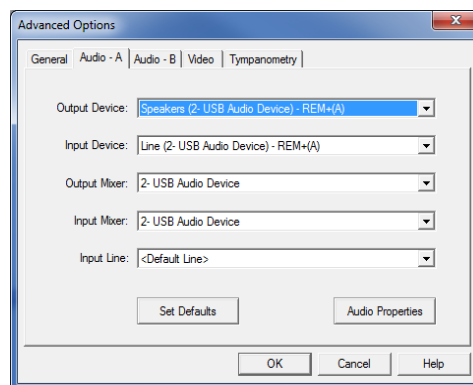 Advanced Options
General Audio - A Audio - B Video Tympanometry
Output Device: Speakers (2- USB Audio Device) - REM+(A)
Input Device: Line (2- USB Audio Device) - REM+(A)
Output Mixer: 2- USB Audio Device
Input Mixer: 2- USB Audio Device
Input Line: <Default Line>
Set Defaults Audio Properties
OK Cancel Help